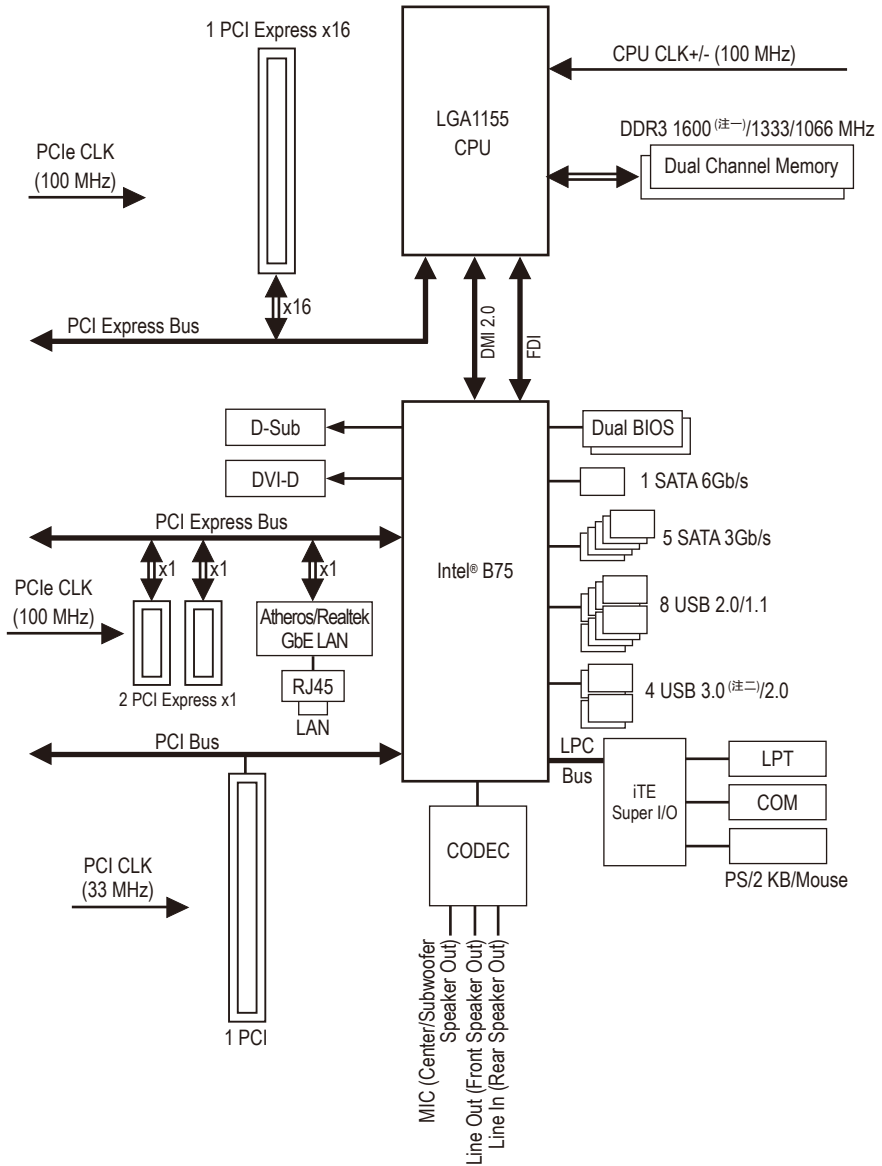 1 PCI Express x16
CPU CLK+/- (100 MHz)
LGA1155
CPU
DDR3 1600 (注一)/1333/1066 MHz
Dual Channel Memory
PCIe CLK
(100 MHz)
x16
PCI Express Bus
DMI 2.0
FDI
D-Sub
Dual BIOS
DVI-D
1 SATA 6Gb/s
PCI Express Bus
5 SATA 3Gb/s
x1
x1
x1
Intel® B75
PCIe CLK
(100 MHz)
Atheros/Realtek
GbE LAN
8 USB 2.0/1.1
RJ45
LAN
2 PCI Express x1
4 USB 3.0 (注二)/2.0
PCI Bus
LPC
Bus
iTE
Super I/O
LPT
COM
PS/2 KB/Mouse
CODEC
PCI CLK
(33 MHz)
1 PCI
MIC (Center/Subwoofer
Speaker Out)
Line Out (Front Speaker Out)
Line In (Rear Speaker Out)